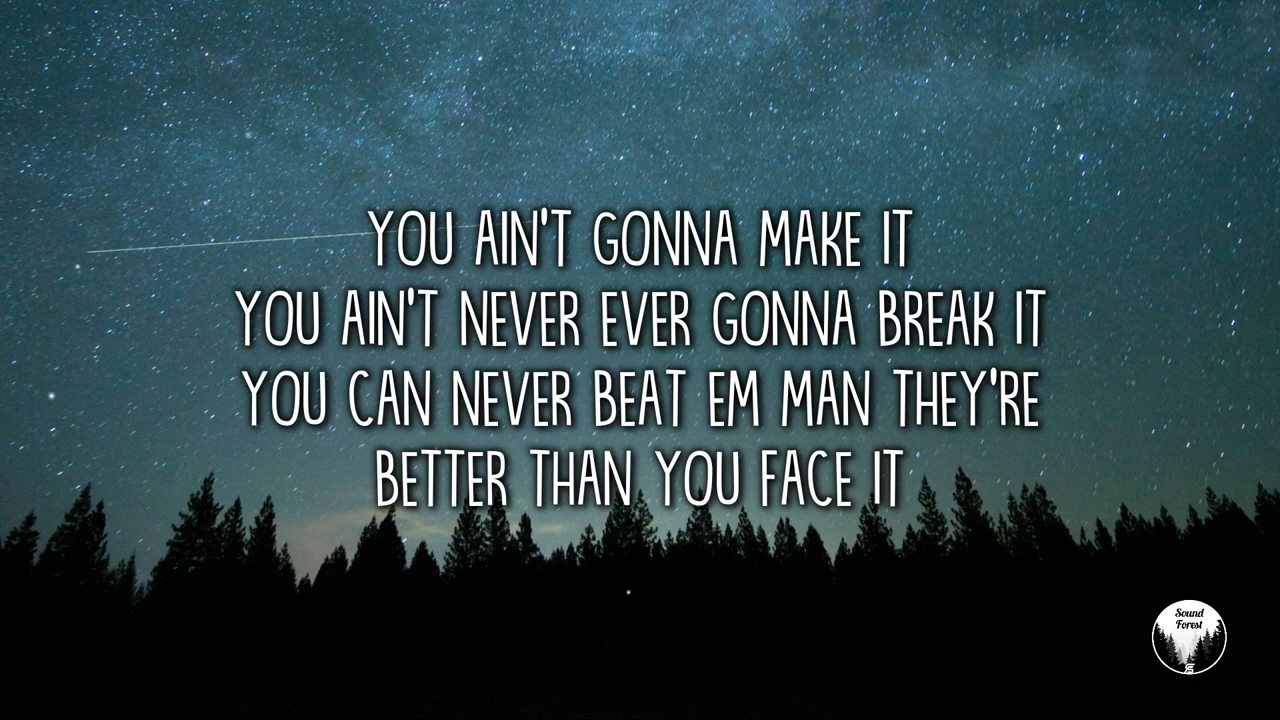 YOU AIN'T GONNA MAKE IT
YOU AIN'T NEVER EVER GONNA BREAK IT
YOU CAN NEVER BEAT EM MAN THEY'RE
BETTER THAN YOU FACE IT
Sound
Forest